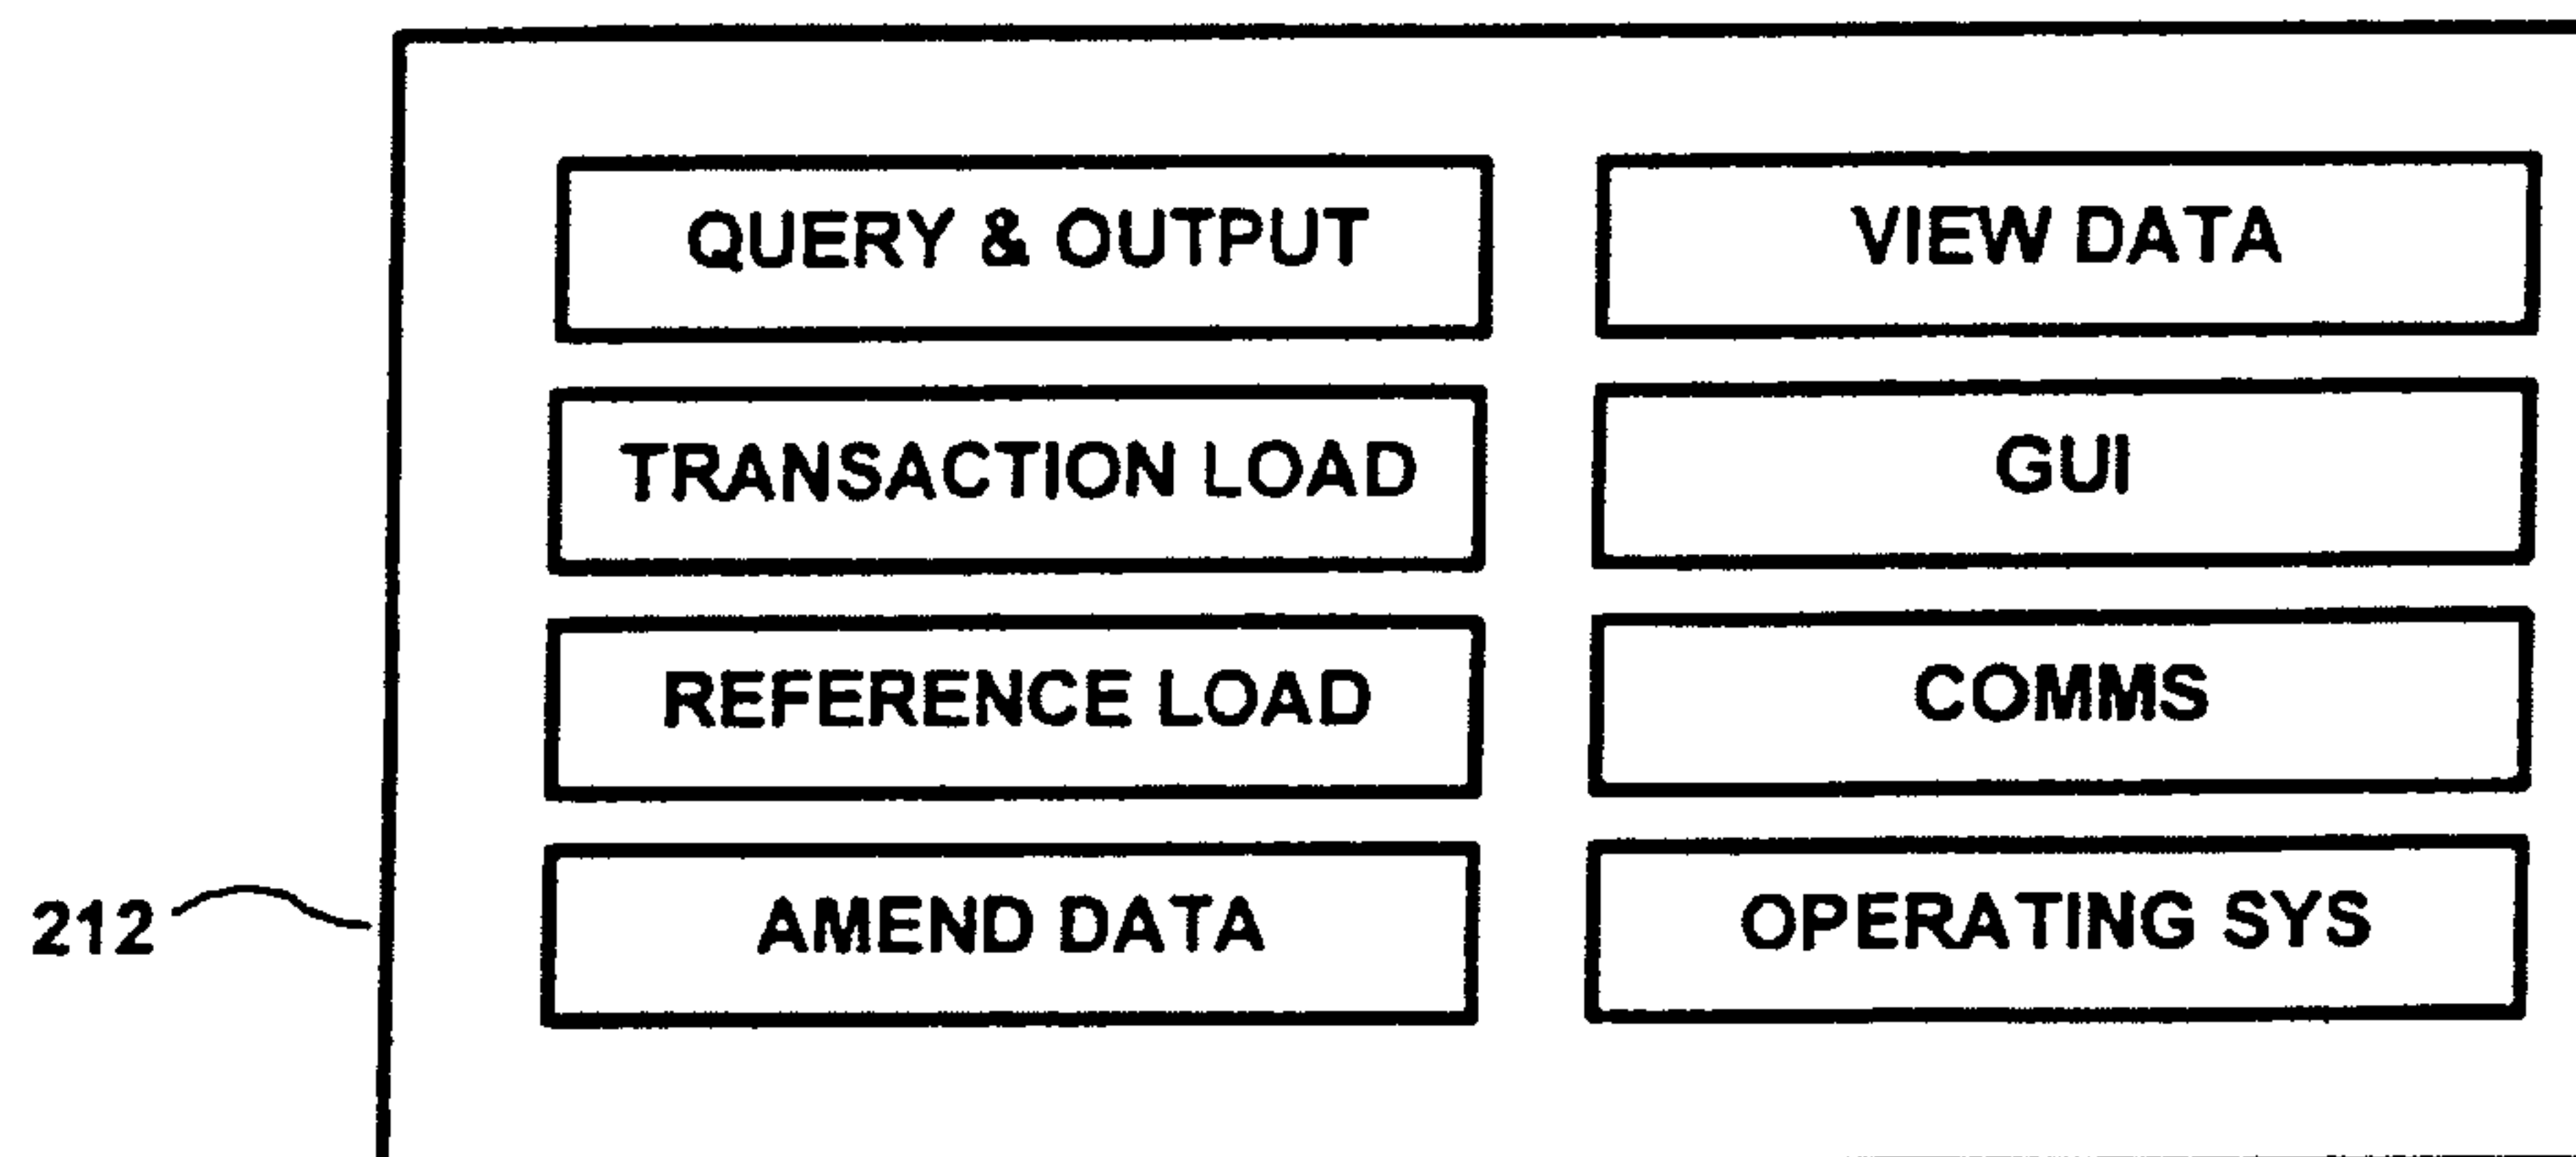 QUERY & OUTPUT
VIEW DATA
TRANSACTION LOAD
GUI
REFERENCE LOAD
COMMS
AMEND DATA
OPERATING SYS
212